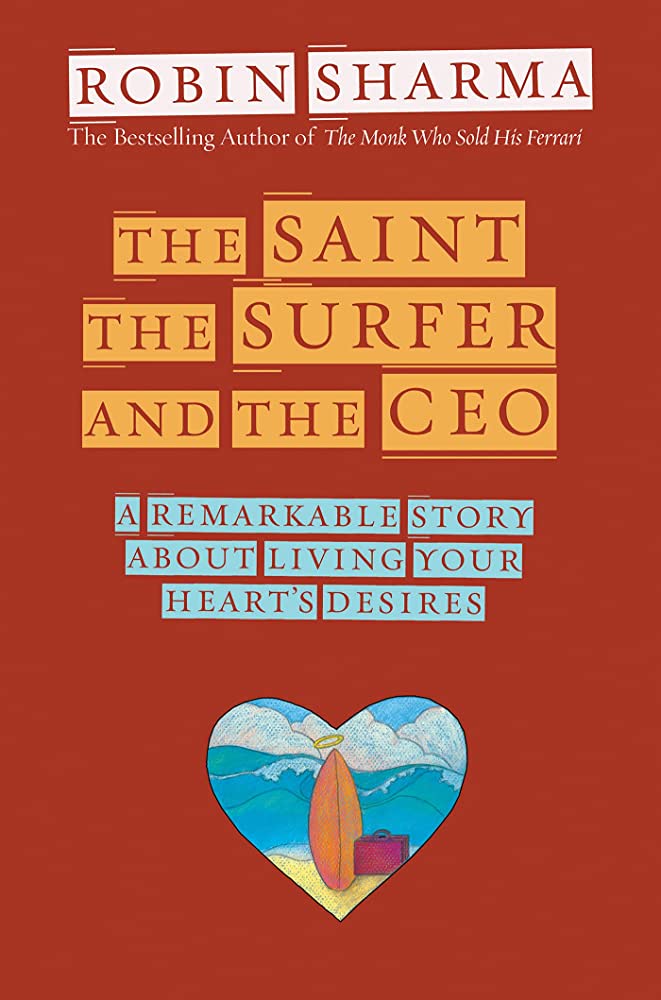 ROBIN SHARMA
The Bestselling Author of The Monk Who Sold His Ferrari
THE SAINT
THE SURFER
AND THE CEO
A REMARKABLE STORY
ABOUT LIVING YOUR
HEART'S DESIRES